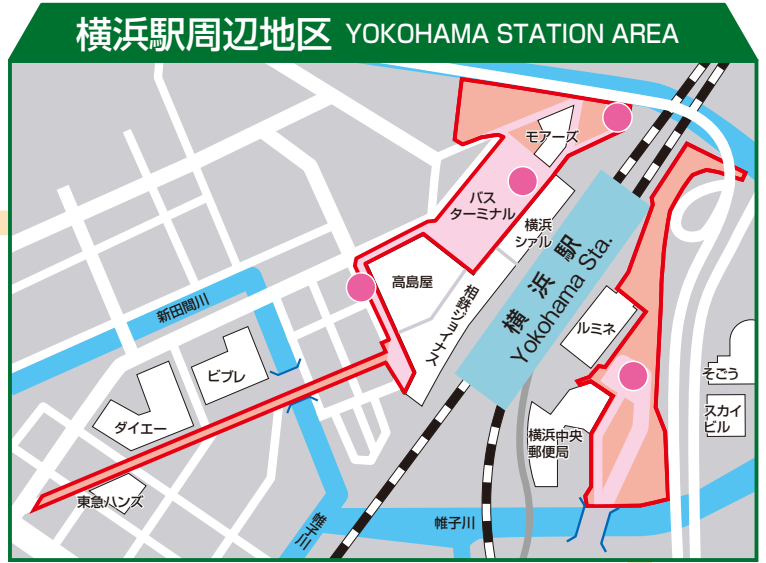 横浜駅周辺地区 YOKOHAMA STATION AREA
モアーズ
バス
ターミナル
横浜
シァル
横浜駅
Yokohama Sta.
高島屋
相鉄ジョイナス
新田間川
ルミネ
ビブレ
そごう
ダイエー
スカイ
ビル
横浜中央
郵便局
東急ハンズ
帷子川
帷子川